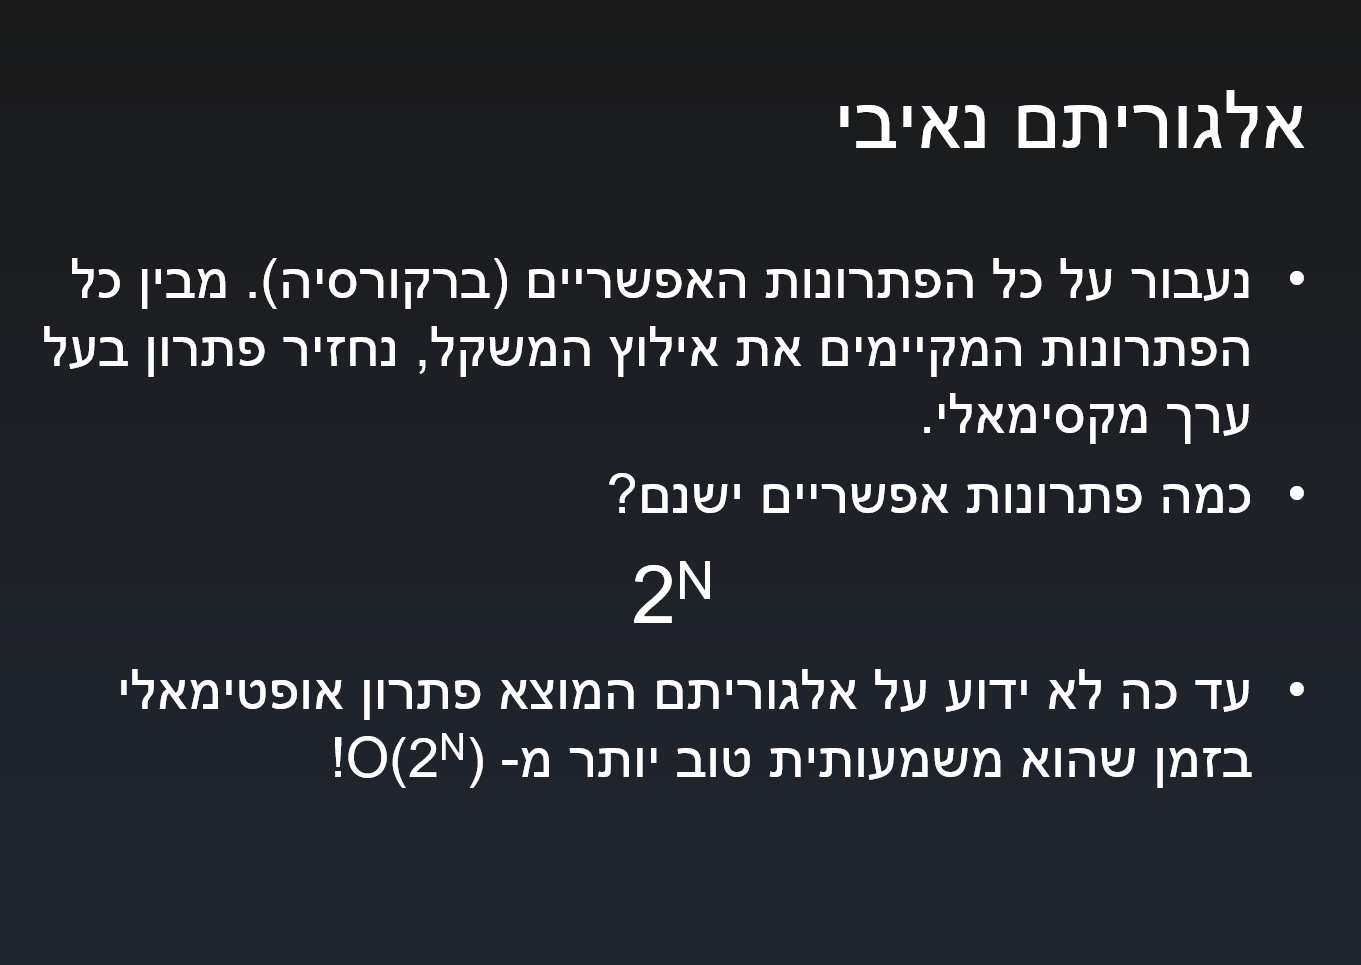 אלגוריתם נאיבי
• נעבור על כל הפתרונות האפשריים (ברקורסיה). מבין כל
הפתרונות המקיימים את אילוץ המשקל, נחזיר פתרון בעל
ערך מקסימאלי.
• כמה פתרונות אפשריים ישנם?
2ᴺ
• עד כה לא ידוע על אלגוריתם המוצא פתרון אופטימאלי
בזמן שהוא משמעותית טוב יותר מ- O(2ᴺ)!